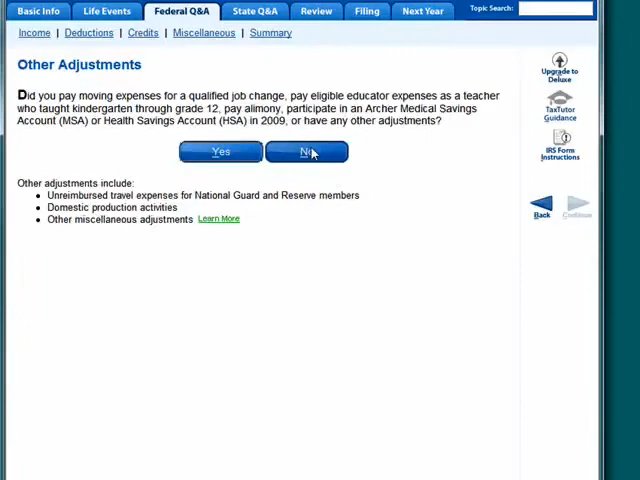 Basic Info Life Events Federal Q&A State Q&A Review Filing Next Year Topic Search:
Income | Deductions | Credits | Miscellaneous | Summary
Other Adjustments
Upgrade to
Deluxe
Did you pay moving expenses for a qualified job change, pay eligible educator expenses as a teacher
who taught kindergarten through grade 12, pay alimony, participate in an Archer Medical Savings
Account (MSA) or Health Savings Account (HSA) in 2009, or have any other adjustments?
TaxTutor
Guidance
Yes No
IRS Form
Instructions
Other adjustments include:
Unreimbursed travel expenses for National Guard and Reserve members
Domestic production activities
Other miscellaneous adjustments Learn More
Back Continue